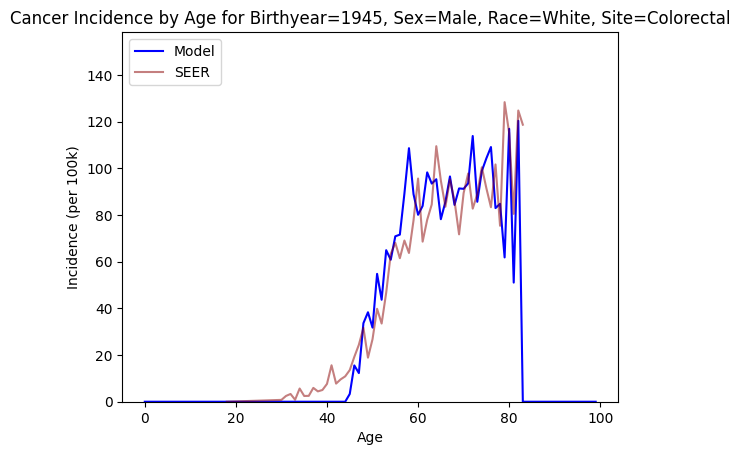 Cancer Incidence by Age for Birthyear=1945, Sex=Male, Race=White, Site=Colorectal
Model
SEER
140
120
100
80
60
40
20
0
Incidence (per 100k)
0 20 40 60 80 100
Age